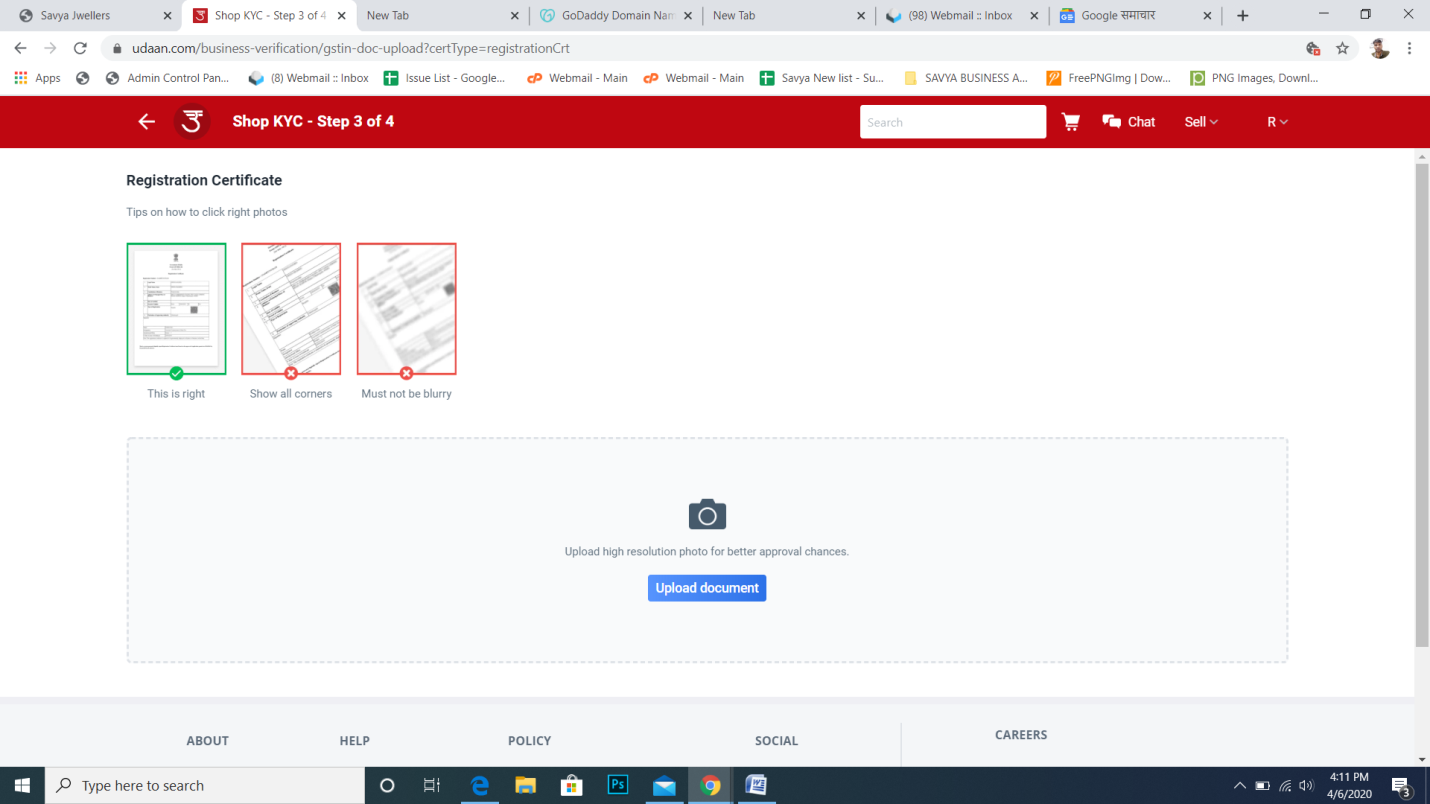 Savya Jwellers
Shop KYC - Step 3 of 4
New Tab
GoDaddy Domain Nam
New Tab
(98) Webmail :: Inbox
Google समाचार
udaan.com/business-verification/gstin-doc-upload?certType=registrationCrt
Apps
Admin Control Pan...
(8) Webmail :: Inbox
Issue List - Google...
Webmail - Main
Webmail - Main
Savya New list - Su...
SAVYA BUSINESS A...
FreePNGImg | Dow...
PNG Images, Downl...
उ Shop KYC - Step 3 of 4
Search
Chat
Sell
R
Registration Certificate
Tips on how to click right photos
This is right
Show all corners
Must not be blurry
Upload high resolution photo for better approval chances.
Upload document
ABOUT
HELP
POLICY
SOCIAL
CAREERS
Type here to search
Ps
4:11 PM
4/6/2020
3